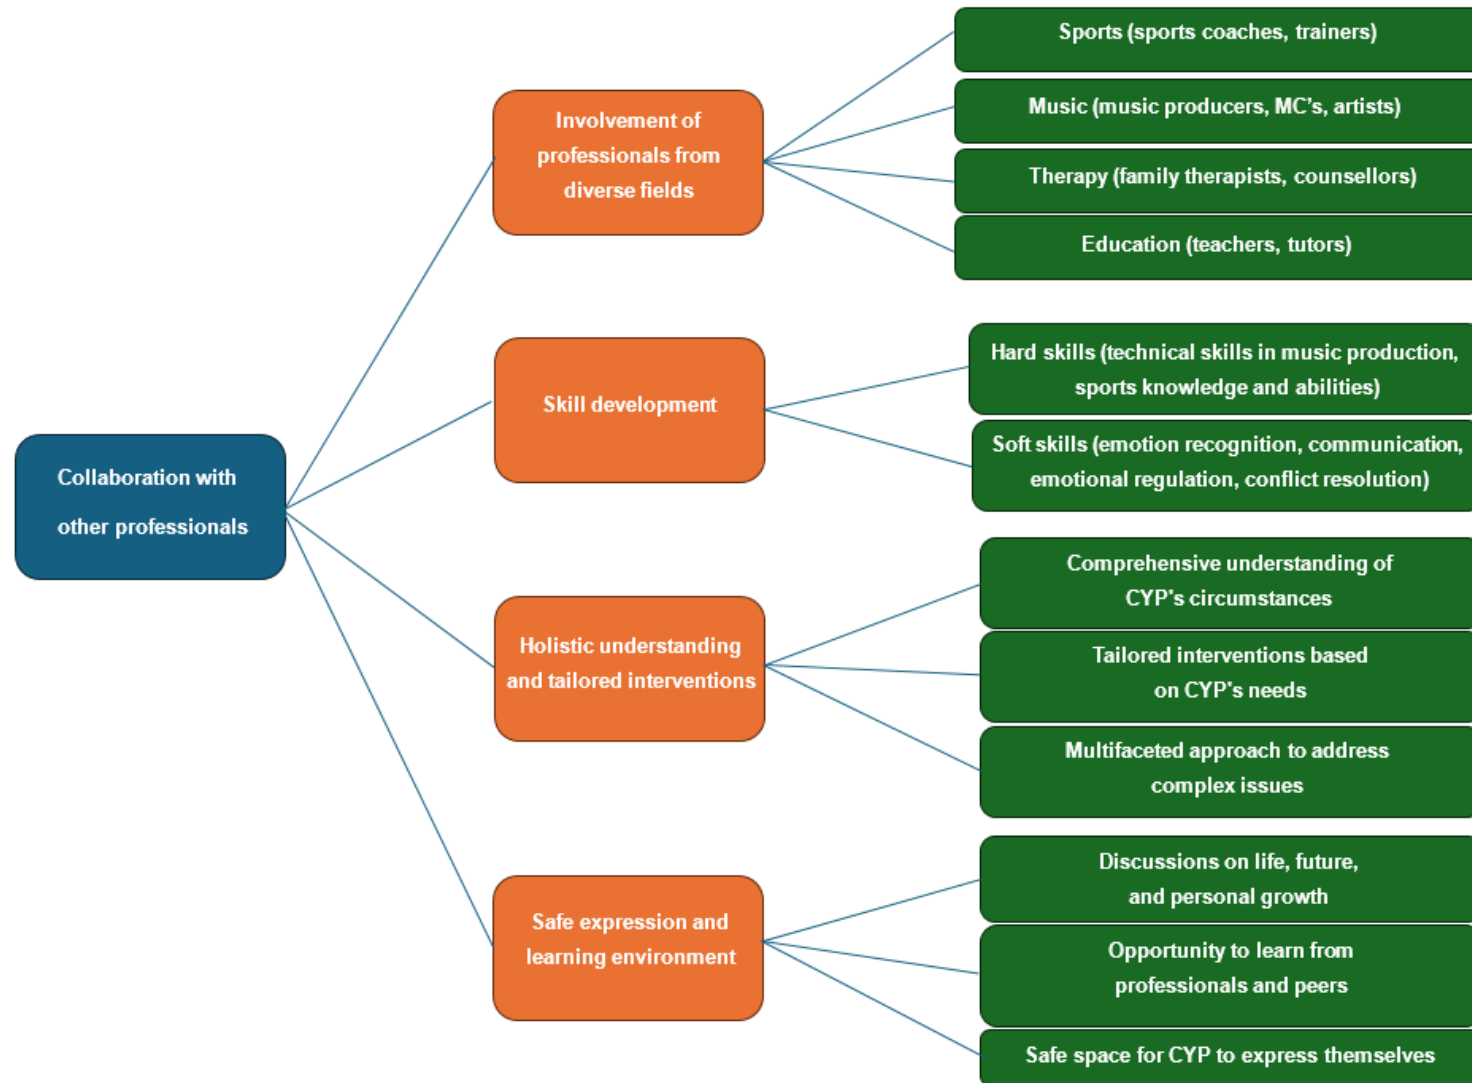 Collaboration with
other professionals
Involvement of
professionals from
diverse fields
Sports (sports coaches, trainers)
Music (music producers, MC's, artists)
Therapy (family therapists, counsellors)
Education (teachers, tutors)
Skill development
Hard skills (technical skills in music production,
sports knowledge and abilities)
Soft skills (emotion recognition, communication,
emotional regulation, conflict resolution)
Holistic understanding
and tailored interventions
Comprehensive understanding of
CYP's circumstances
Tailored interventions based
on CYP's needs
Multifaceted approach to address
complex issues
Safe expression and
learning environment
Discussions on life, future,
and personal growth
Opportunity to learn from
professionals and peers
Safe space for CYP to express themselves